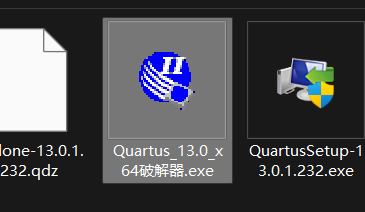 lone-13.0.1.
232.qdz
Quartus_13.0_x
64破解器.exe
QuartusSetup-1
3.0.1.232.exe